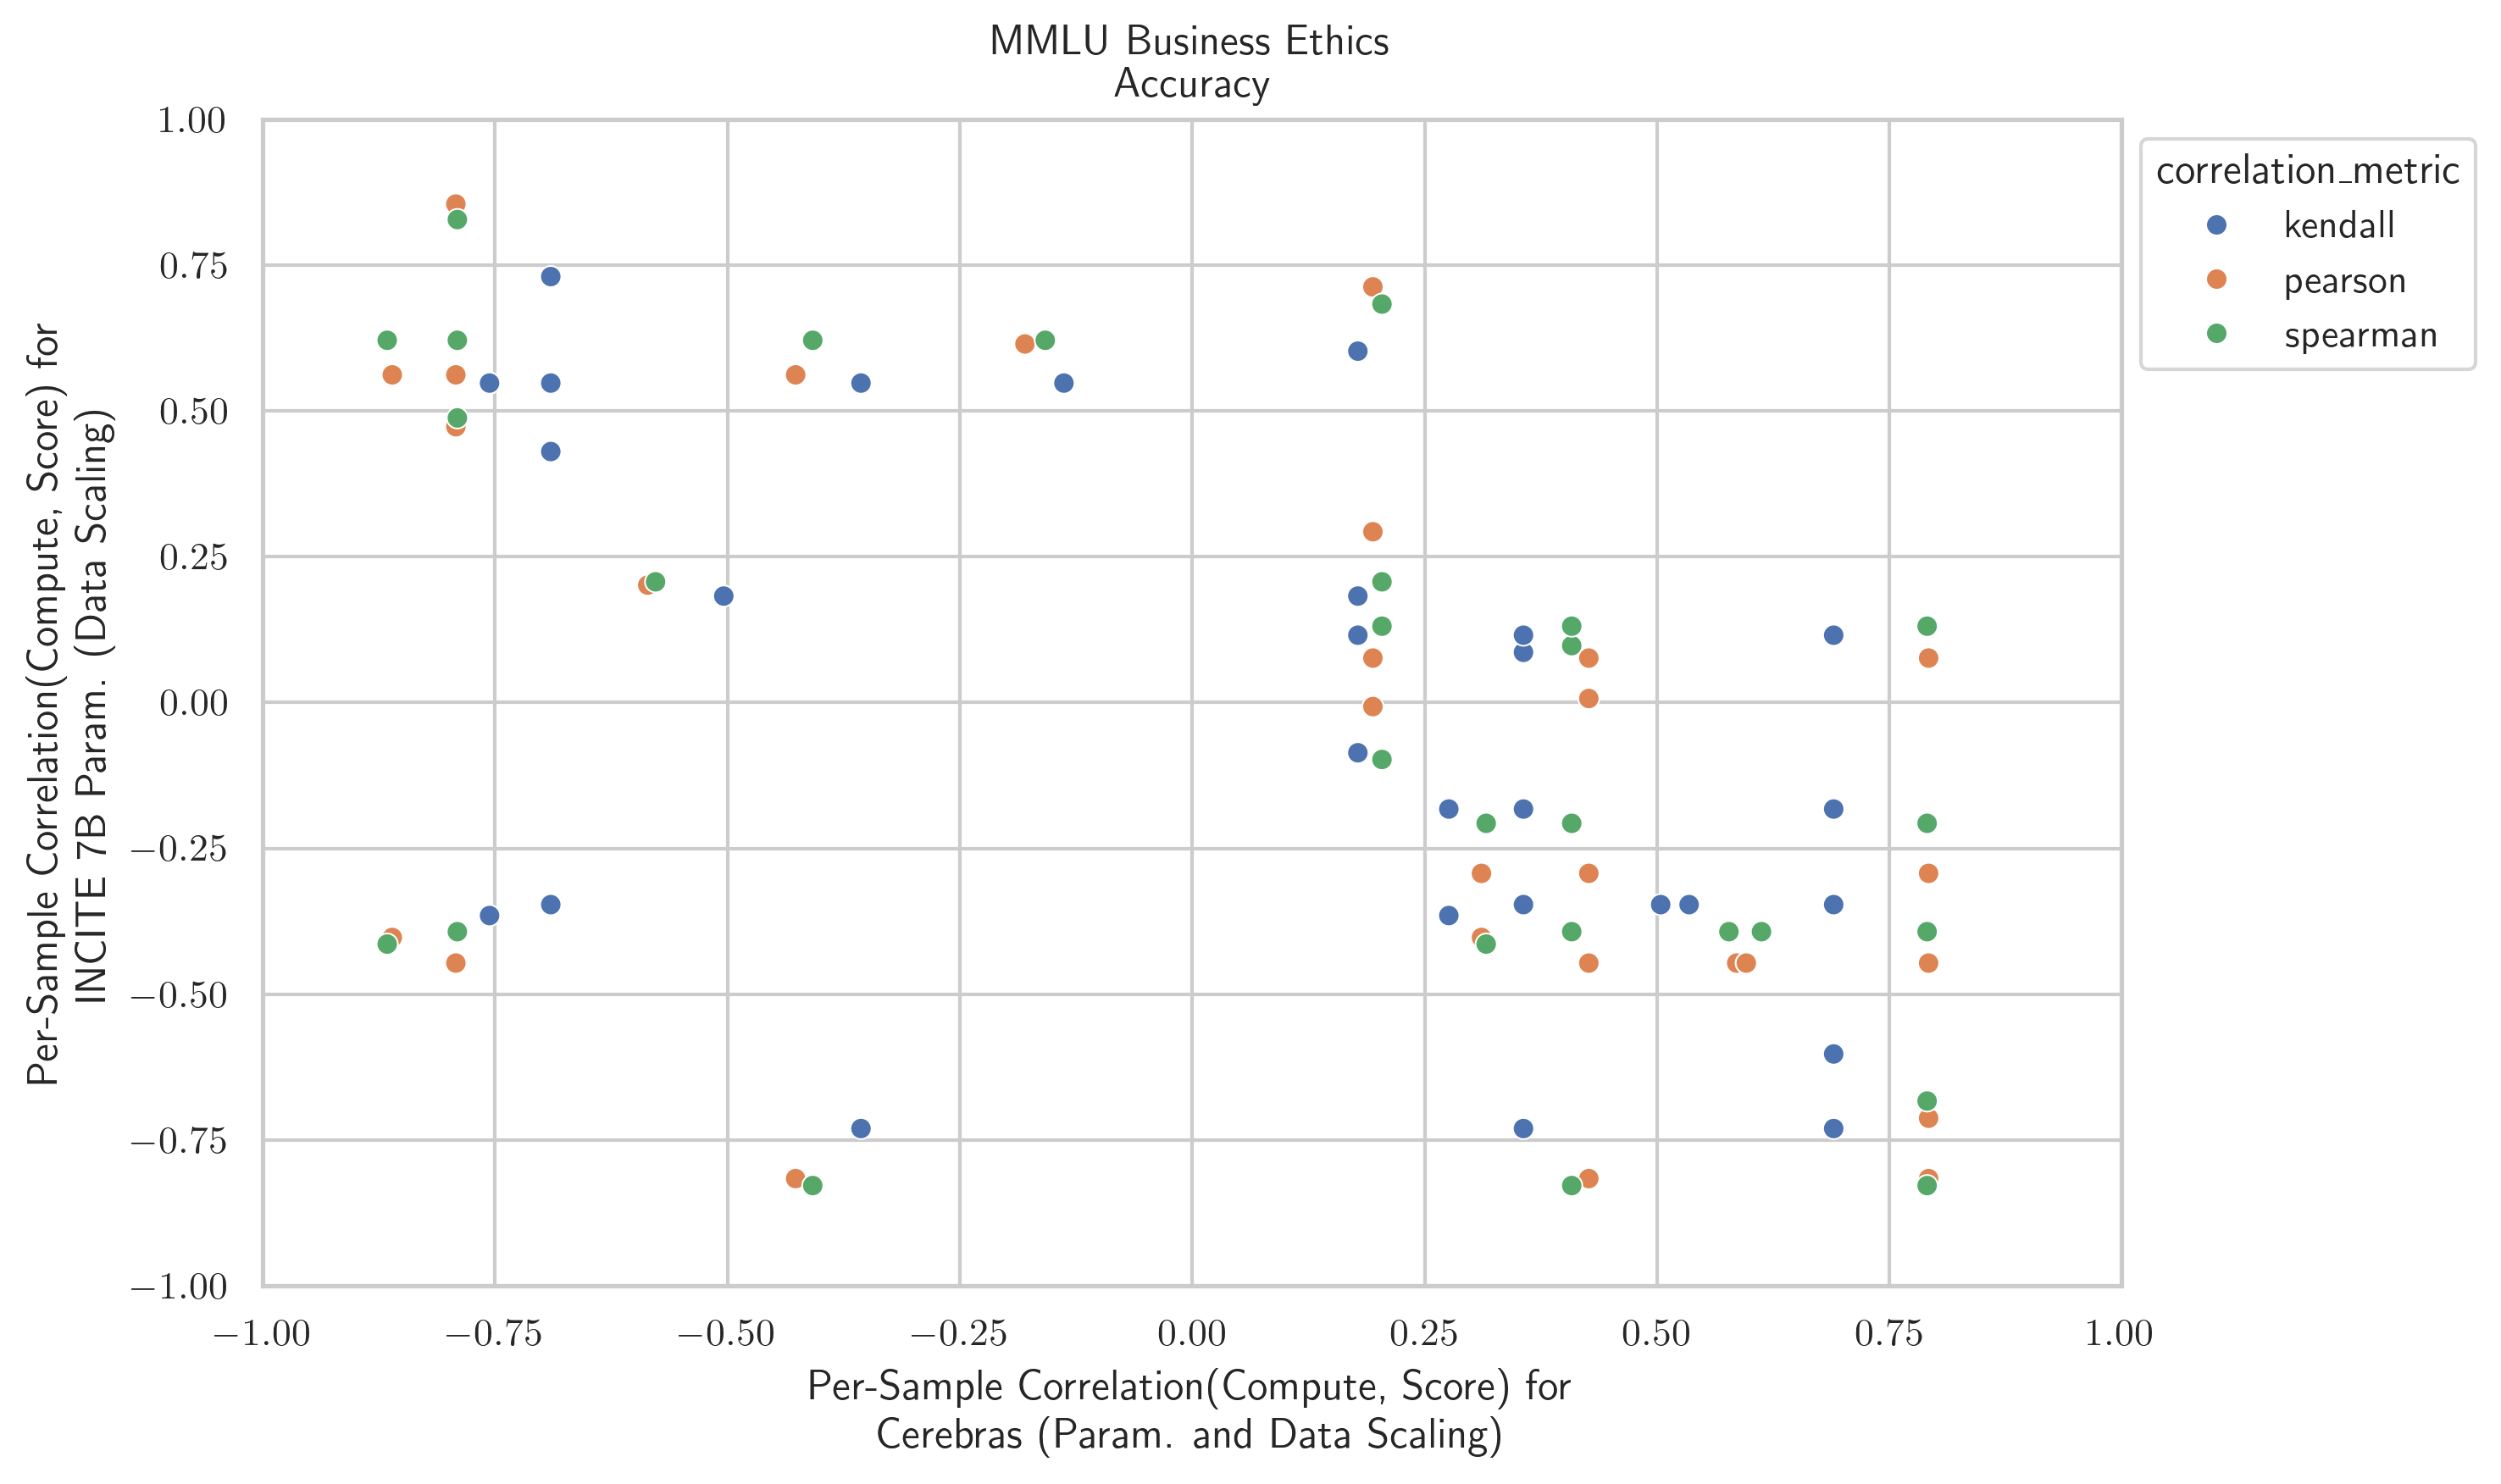 MMLU Business Ethics
Accuracy
Per-Sample Correlation(Compute, Score) for
INCITE 7B Param. (Data Scaling)
1.00
0.75
0.50
0.25
0.00
−0.25
−0.50
−0.75
−1.00
−1.00
−0.75
−0.50
−0.25
0.00
0.25
0.50
0.75
1.00
Per-Sample Correlation(Compute, Score) for
Cerebras (Param. and Data Scaling)
correlation_metric
kendall
pearson
spearman